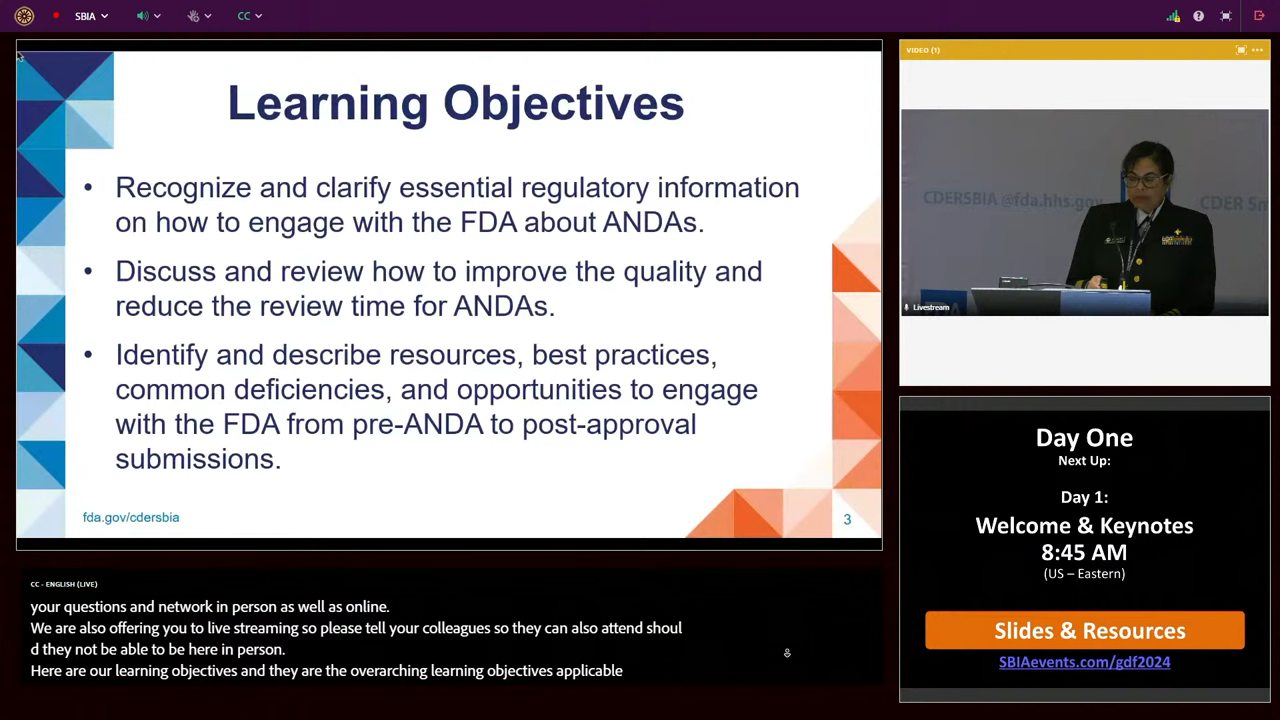 SBIA
CC
Learning Objectives
• Recognize and clarify essential regulatory information
on how to engage with the FDA about ANDAs.
• Discuss and review how to improve the quality and
reduce the review time for ANDAs.
• Identify and describe resources, best practices,
common deficiencies, and opportunities to engage
with the FDA from pre-ANDA to post-approval
submissions.
fda.gov/cdersbia
3
CC - ENGLISH (LIVE)
your questions and network in person as well as online.
We are also offering you to live streaming so please tell your colleagues so they can also attend shoul
d they not be able to be here in person.
Here are our learning objectives and they are the overarching learning objectives applicable
VIDEO (1)
CDERSBIA @fda.hhs.gov
CDER Sm
Livestream
Day One
Next Up:
Day 1:
Welcome & Keynotes
8:45 AM
(US – Eastern)
Slides & Resources
SBIAevents.com/gdf2024